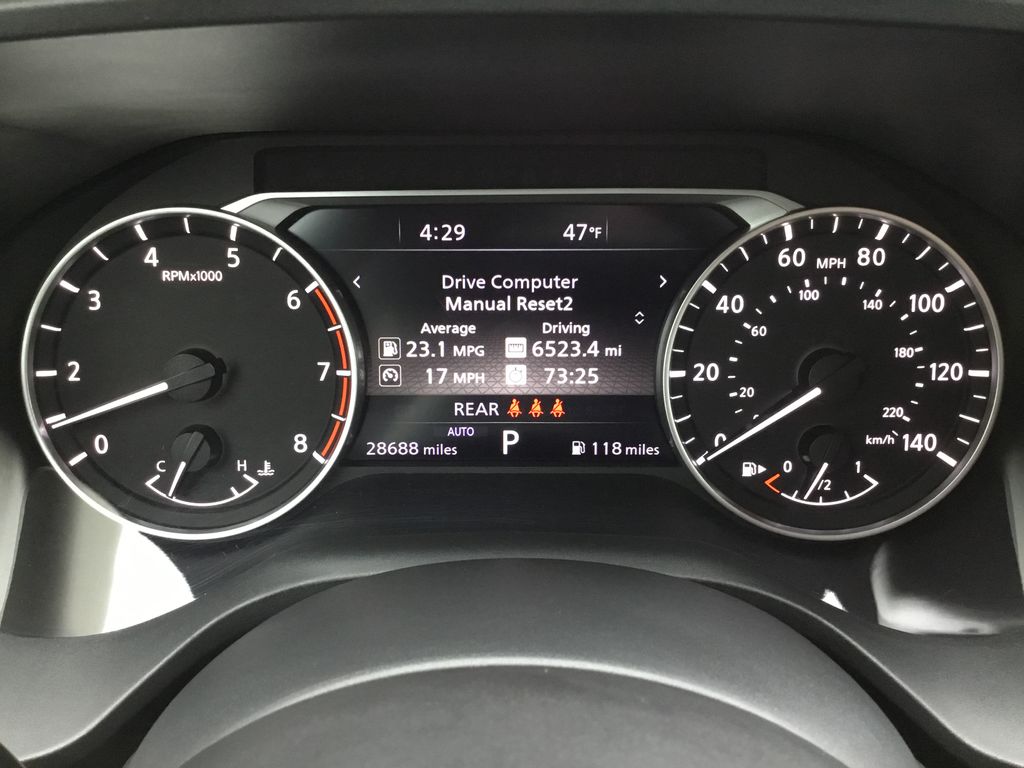 4:29 47°F
Drive Computer
Manual Reset2
Average Driving
23.1 MPG 6523.4 mi
17 MPH 73:25
REAR
AUTO
28688 miles P 118 miles
0 2 3 4 5 6 7 8
RPMx1000
C H
0 20 40 60 80 100 120 140
MPH
20 60 100 140 180 220
km/h
0 1/2 1